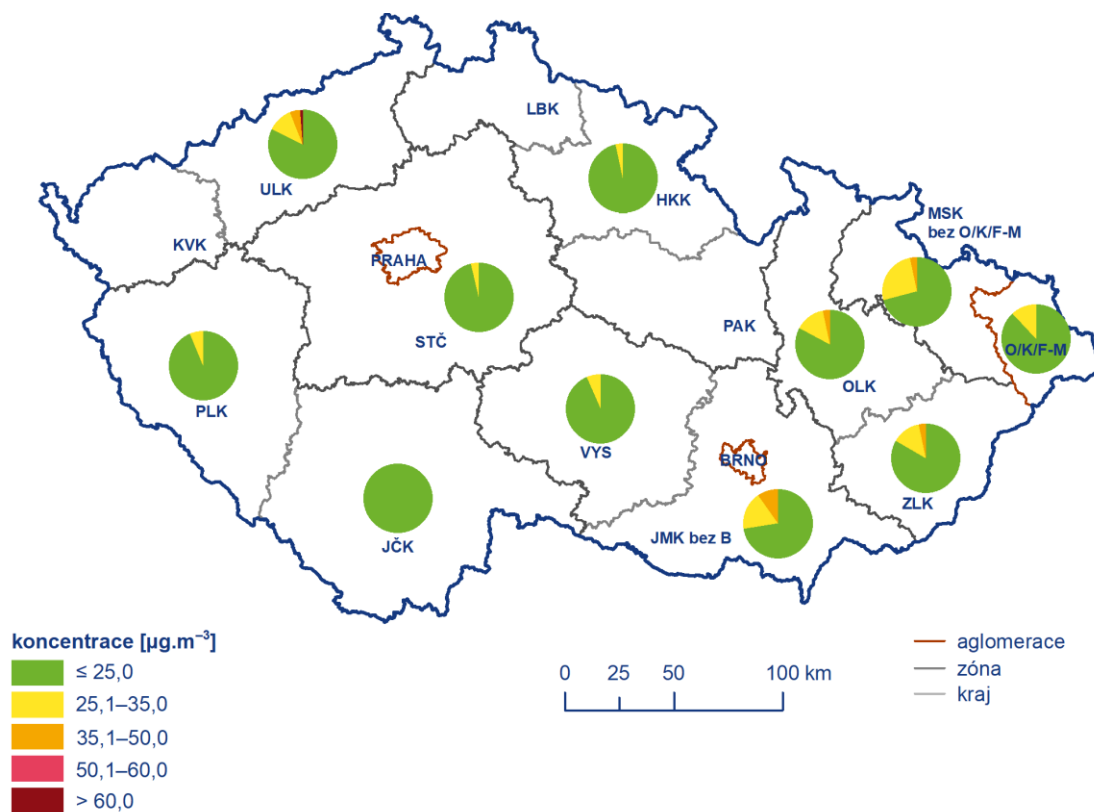 LBK
ULK
HKK
MSK
bez O/K/F-M
KVK
PRAHA
STČ
PAK
O/K/F-M
OLK
PLK
VYS
BRNO
ZLK
JČK
JMK bez B
koncentrace [µg.m⁻³]
≤ 25,0
25,1–35,0
35,1–50,0
50,1–60,0
> 60,0
0 25 50 100 km
aglomerace
zóna
kraj